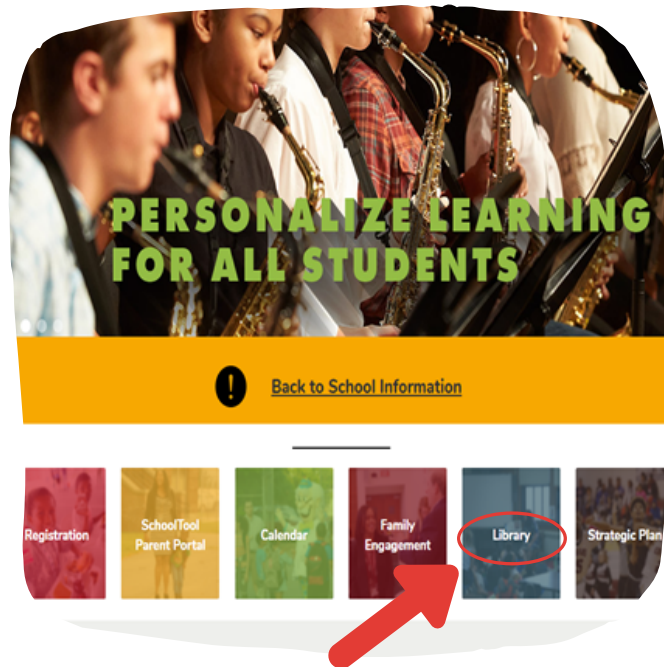 PERSONALIZE LEARNING
FOR ALL STUDENTS
!
Back to School Information
Registration
SchoolTool
Parent Portal
Calendar
Family
Engagement
Library
Strategic Plan